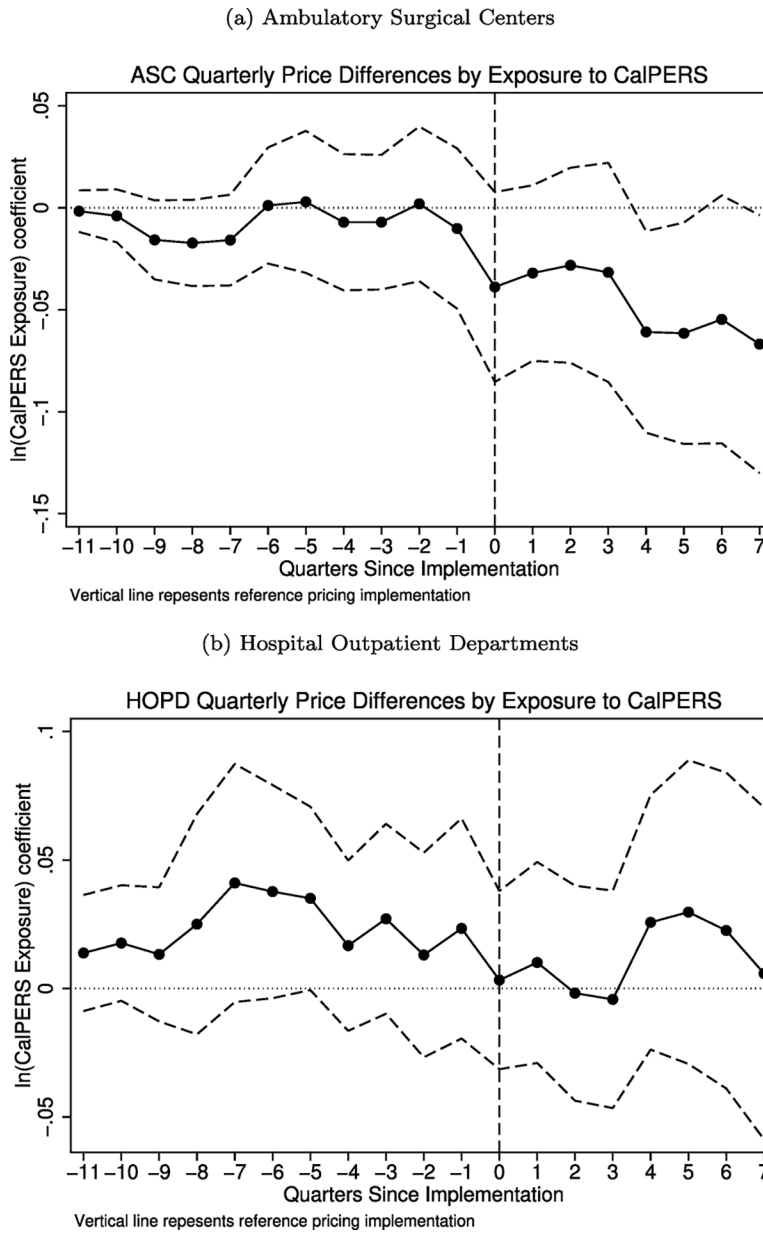 (a) Ambulatory Surgical Centers
ASC Quarterly Price Differences by Exposure to CalPERS
ln(CalPERS Exposure) coefficient
.05
0
-.05
-.1
-.15
-11 -10 -9 -8 -7 -6 -5 -4 -3 -2 -1 0 1 2 3 4 5 6 7
Quarters Since Implementation
Vertical line repesents reference pricing implementation
(b) Hospital Outpatient Departments
HOPD Quarterly Price Differences by Exposure to CalPERS
ln(CalPERS Exposure) coefficient
.1
.05
0
-.05
-11 -10 -9 -8 -7 -6 -5 -4 -3 -2 -1 0 1 2 3 4 5 6 7
Quarters Since Implementation
Vertical line repesents reference pricing implementation